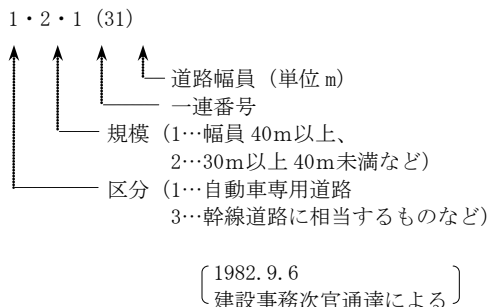 1・2・1（31）
道路幅員（単位 m）
一連番号
規模（1…幅員 40ｍ以上、
2…30ｍ以上 40ｍ未満など）
区分（1…自動車専用道路
3…幹線道路に相当するものなど）
1982.9.6
建設事務次官通達による